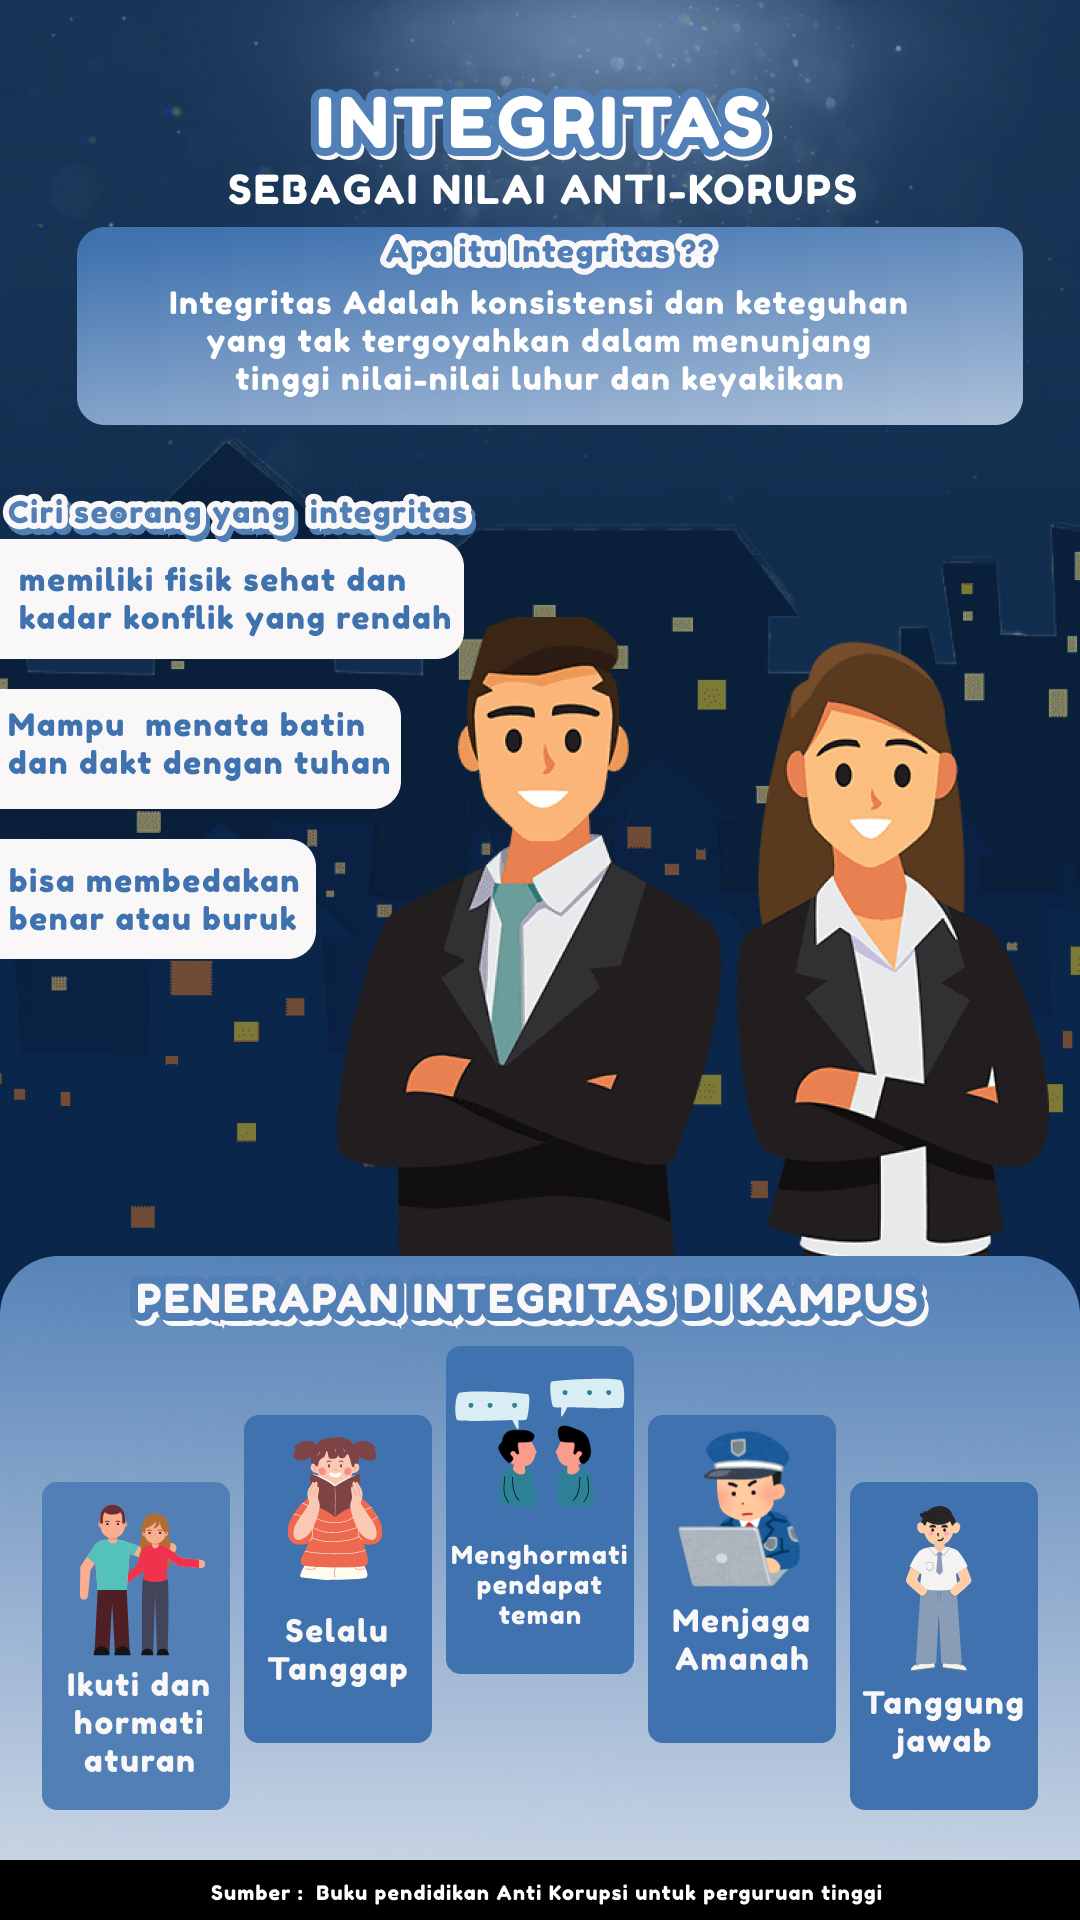 INTEGRITAS
SEBAGAI NILAI ANTI-KORUPS
Apa itu Integritas ??
Integritas Adalah konsistensi dan keteguhan
yang tak tergoyahkan dalam menunjang
tinggi nilai-nilai luhur dan keyakikan
Ciri seorang yang integritas
memiliki fisik sehat dan
kadar konflik yang rendah
Mampu menata batin
dan dakt dengan tuhan
bisa membedakan
benar atau buruk
PENERAPAN INTEGRITAS DI KAMPUS
Ikuti dan
hormati
aturan
Selalu
Tanggap
Menghormati
pendapat
teman
Menjaga
Amanah
Tanggung
jawab
Sumber : Buku pendidikan Anti Korupsi untuk perguruan tinggi